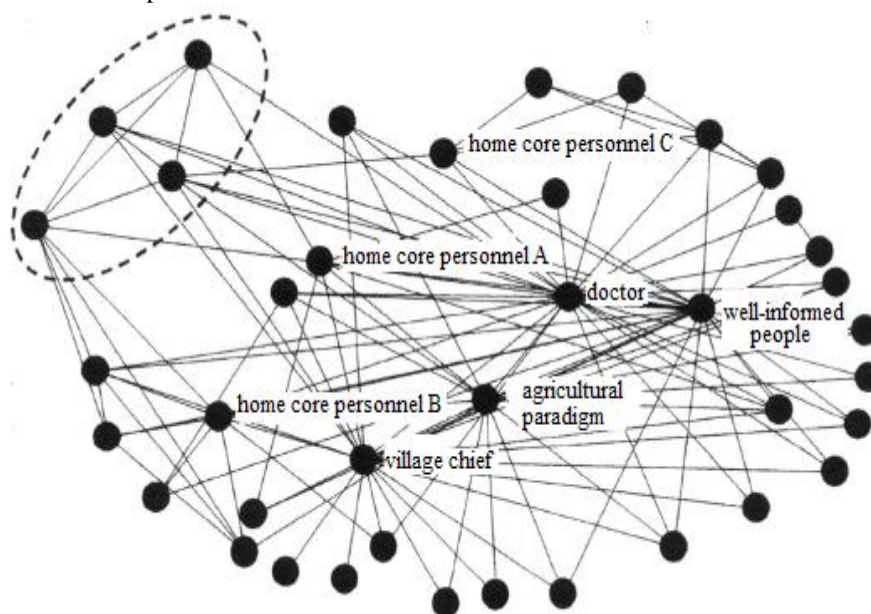 home core personnel C
home core personnel A
doctor
well-informed
people
agricultural
paradigm
home core personnel B
village chief